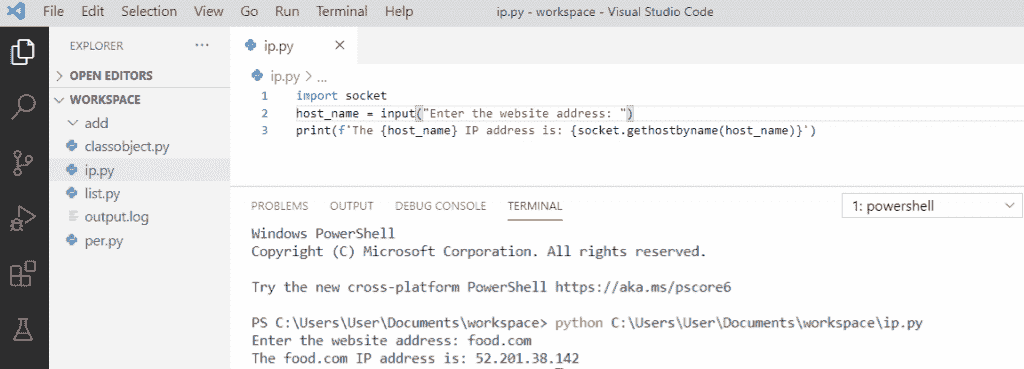 File Edit Selection View Go Run Terminal Help ip.py - workspace - Visual Studio Code
EXPLORER ...
OPEN EDITORS
WORKSPACE
add
classobject.py
ip.py
list.py
output.log
per.py
ip.py
ip.py > ...
1 import socket
2 host_name = input("Enter the website address: ")
3 print(f'The {host_name} IP address is: {socket.gethostbyname(host_name)}')
PROBLEMS OUTPUT DEBUG CONSOLE TERMINAL 1: powershell
Windows PowerShell
Copyright (C) Microsoft Corporation. All rights reserved.
Try the new cross-platform PowerShell https://aka.ms/pscore6
PS C:\Users\User\Documents\workspace> python C:\Users\User\Documents\workspace\ip.py
Enter the website address: food.com
The food.com IP address is: 52.201.38.142